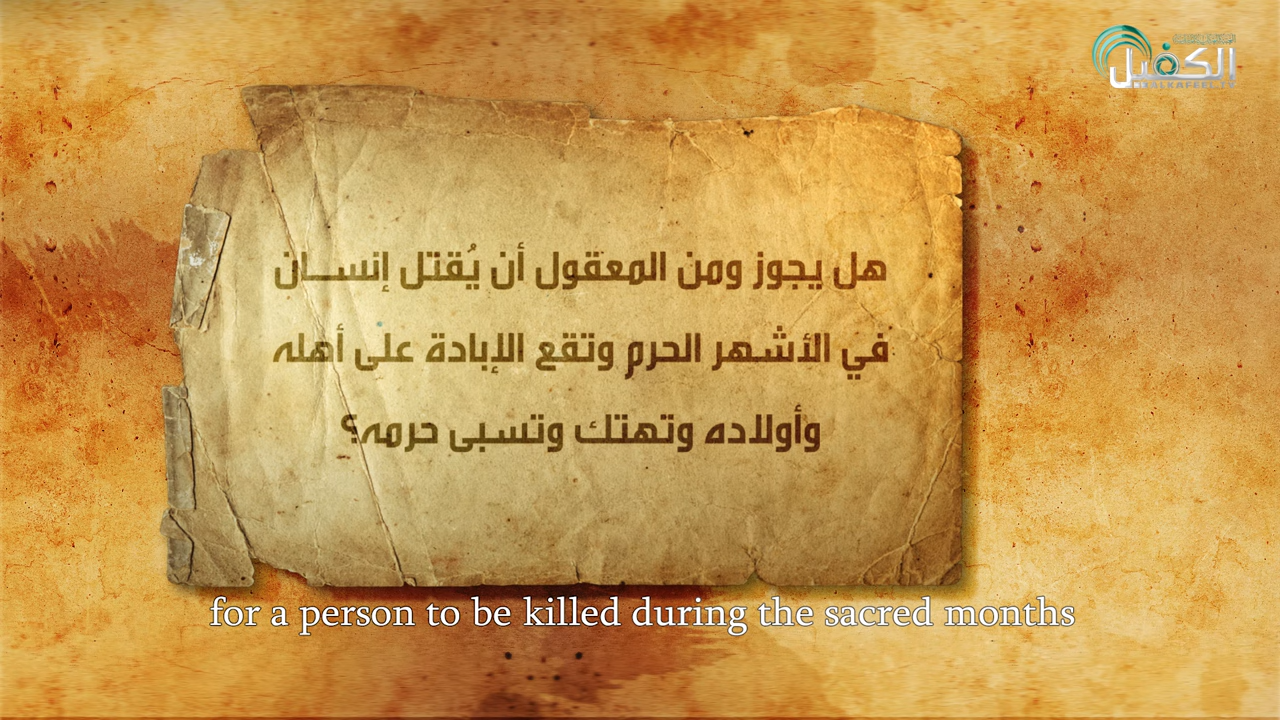 الكفيل
هل يجوز ومن المعقول أن يُقتل إنســان
في الأشهر الحرم وتقع الإبادة على أهله
وأولاده وتهتك وتسبى حرمه؟
for a person to be killed during the sacred months